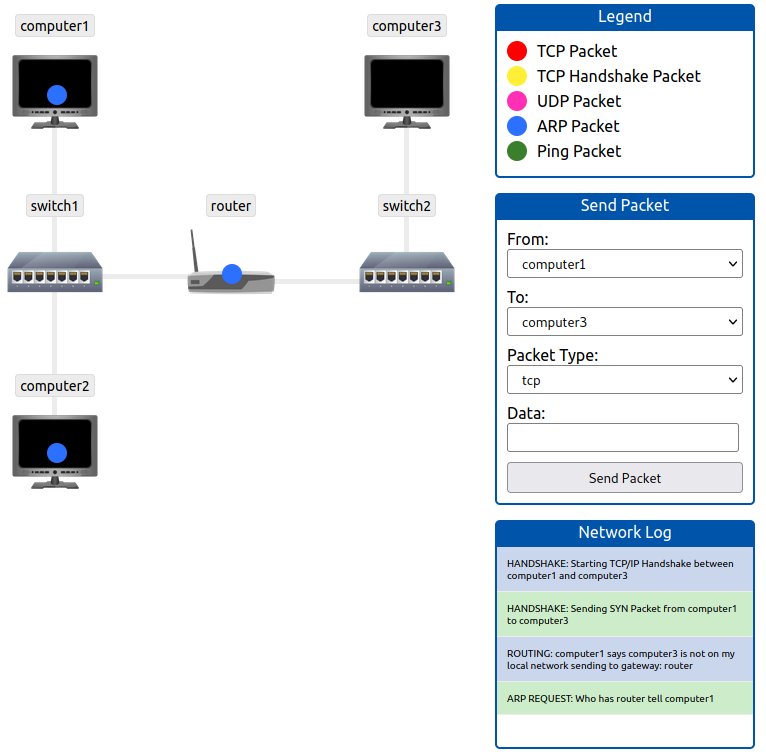 computer1
computer3
switch1
router
switch2
computer2
Legend
TCP Packet
TCP Handshake Packet
UDP Packet
ARP Packet
Ping Packet
Send Packet
From:
computer1
To:
computer3
Packet Type:
tcp
Data:
Send Packet
Network Log
HANDSHAKE: Starting TCP/IP Handshake between
computer1 and computer3
HANDSHAKE: Sending SYN Packet from computer1
to computer3
ROUTING: computer1 says computer3 is not on my
local network sending to gateway: router
ARP REQUEST: Who has router tell computer1